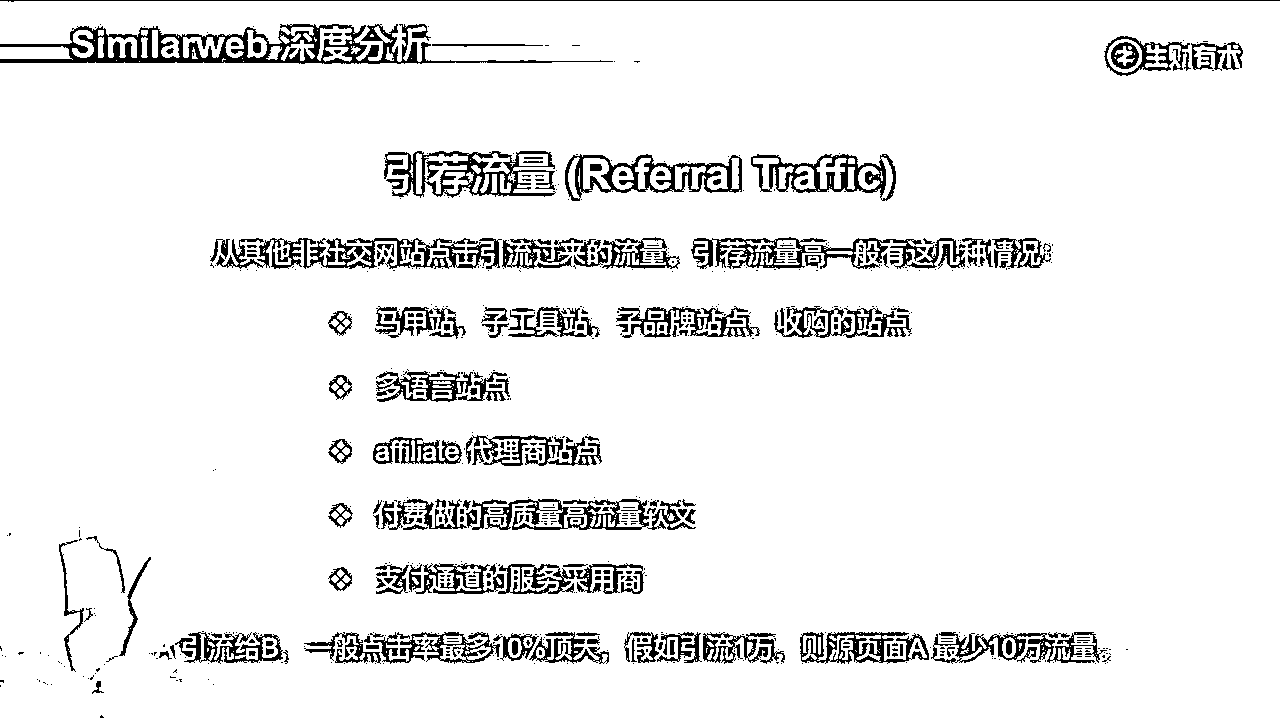 Similarweb 深度分析
生财有术
引荐流量 (Referral Traffic)
从其他非社交网站点击引流过来的流量。引荐流量高一般有这几种情况：
马甲站，子工具站，子品牌站点，收购的站点
多语言站点
affiliate 代理商站点
付费做的高质量高流量软文
支付通道的服务采用商
A 引流给B，一般点击率最多10%顶天，假如引流1万，则源页面A 最少10万流量。